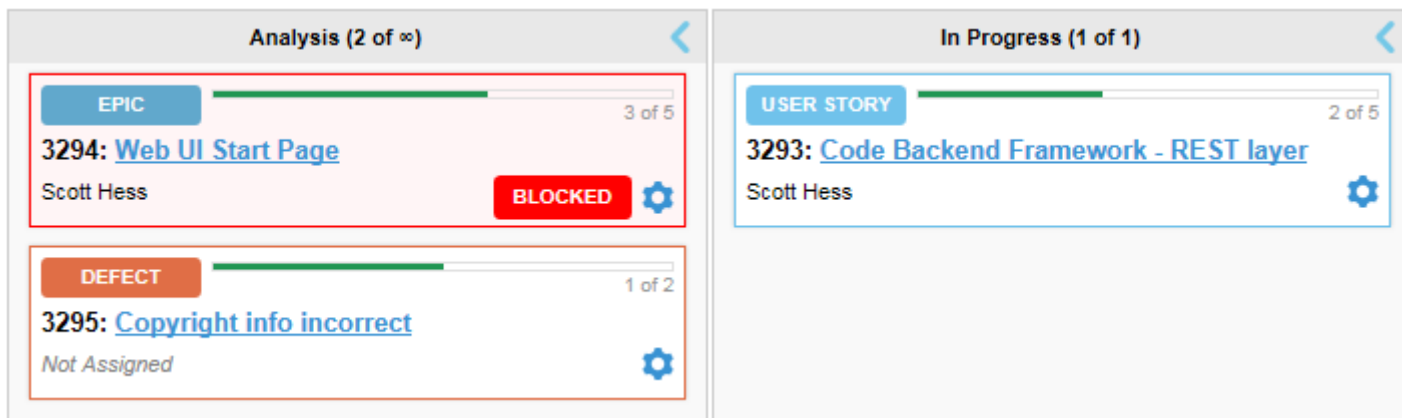 Analysis (2 of ∞)
EPIC
3 of 5
3294: Web UI Start Page
Scott Hess
BLOCKED
DEFECT
1 of 2
3295: Copyright info incorrect
Not Assigned
In Progress (1 of 1)
USER STORY
2 of 5
3293: Code Backend Framework - REST layer
Scott Hess